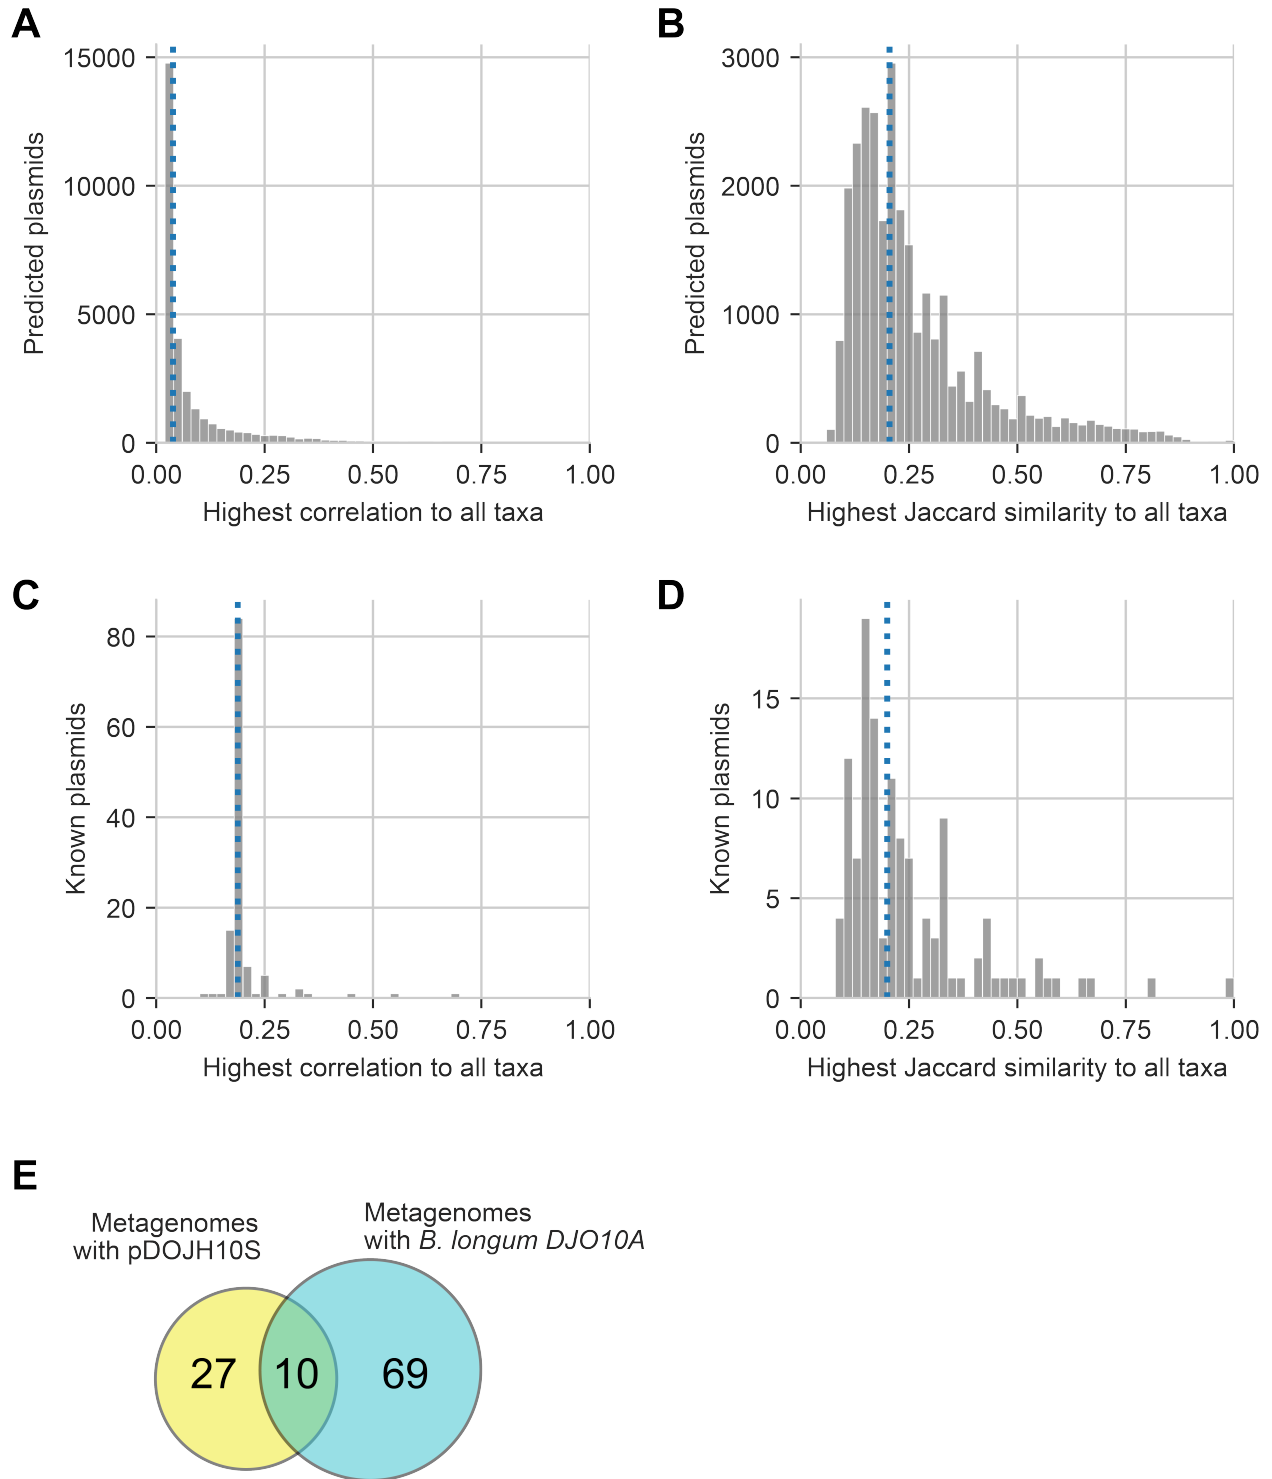 A
15000
10000
5000
0
Predicted plasmids
0.00 0.25 0.50 0.75 1.00
Highest correlation to all taxa
B
3000
2000
1000
0
Predicted plasmids
0.00 0.25 0.50 0.75 1.00
Highest Jaccard similarity to all taxa
C
80
60
40
20
0
Known plasmids
0.00 0.25 0.50 0.75 1.00
Highest correlation to all taxa
D
15
10
5
0
Known plasmids
0.00 0.25 0.50 0.75 1.00
Highest Jaccard similarity to all taxa
E
Metagenomes
with pDOJH10S
Metagenomes
with B. longum DJO10A
27 10 69